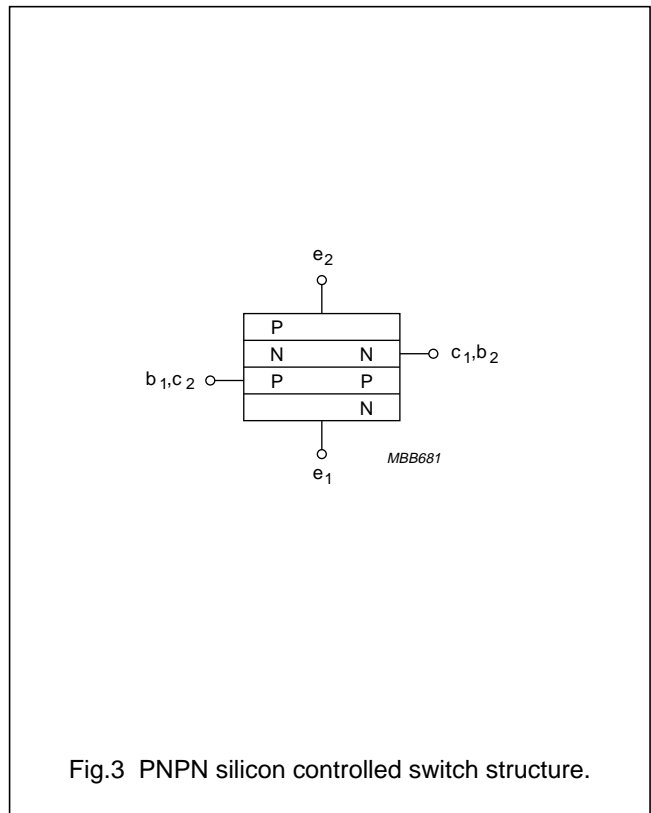 e2
P
N N c1,b2
b1,c2 P P
N
e1
MBB681
Fig.3 PNPN silicon controlled switch structure.